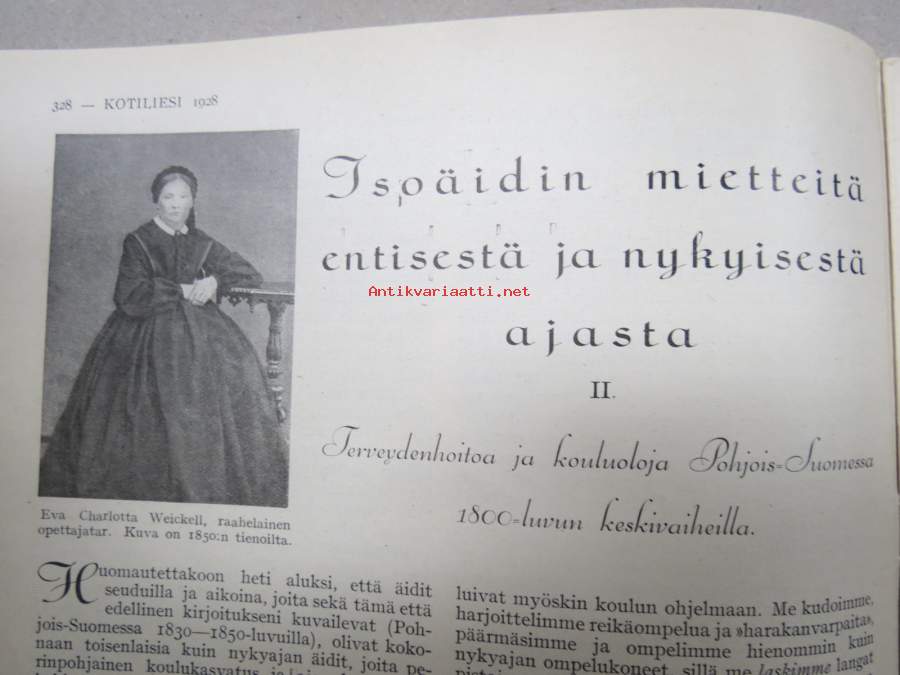 328 — KOTILIESI 1928
Ispäidin mietteitä
entisestä ja nykyisestä
ajasta
II.
Terveydenhoitoa ja kouluoloja Pohjois-Suomessa
1800-luvun keskivaiheilla.
Antikvariaatti.net
Eva Charlotta Weickell, raahelainen
opettajatar. Kuva on 1850:n tienoilta.
Huomautettakoon heti aluksi, että äidit
seuduilla ja aikoina, joita sekä tämä että
edellinen kirjoitukseni kuvailevat (Poh-
jois-Suomessa 1830—1850-luvuilla), olivat koko-
naan toisenlaisia kuin nykyajan äidit, joita pe-
rinpohjainen koulukasvatus
luivat myöskin koulun ohjelmaan. Me kudoimme,
harjoittelimme reikäompelua ja »harakanvarpaita»,
päärmäsimme ja ompelimme hienommin kuin
nykyajan ompelukoneet, sillä me laskimme langat